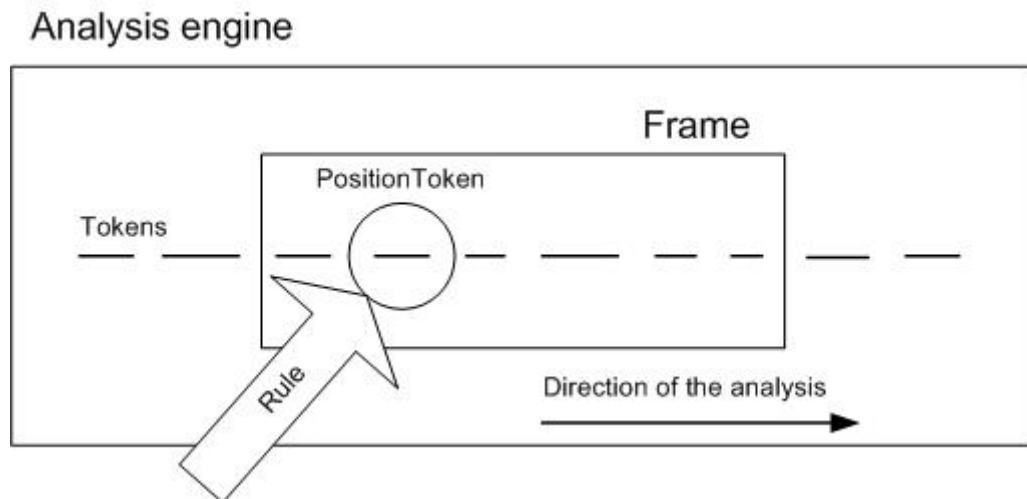 Analysis engine
Frame
PositionToken
Tokens
Rule
Direction of the analysis